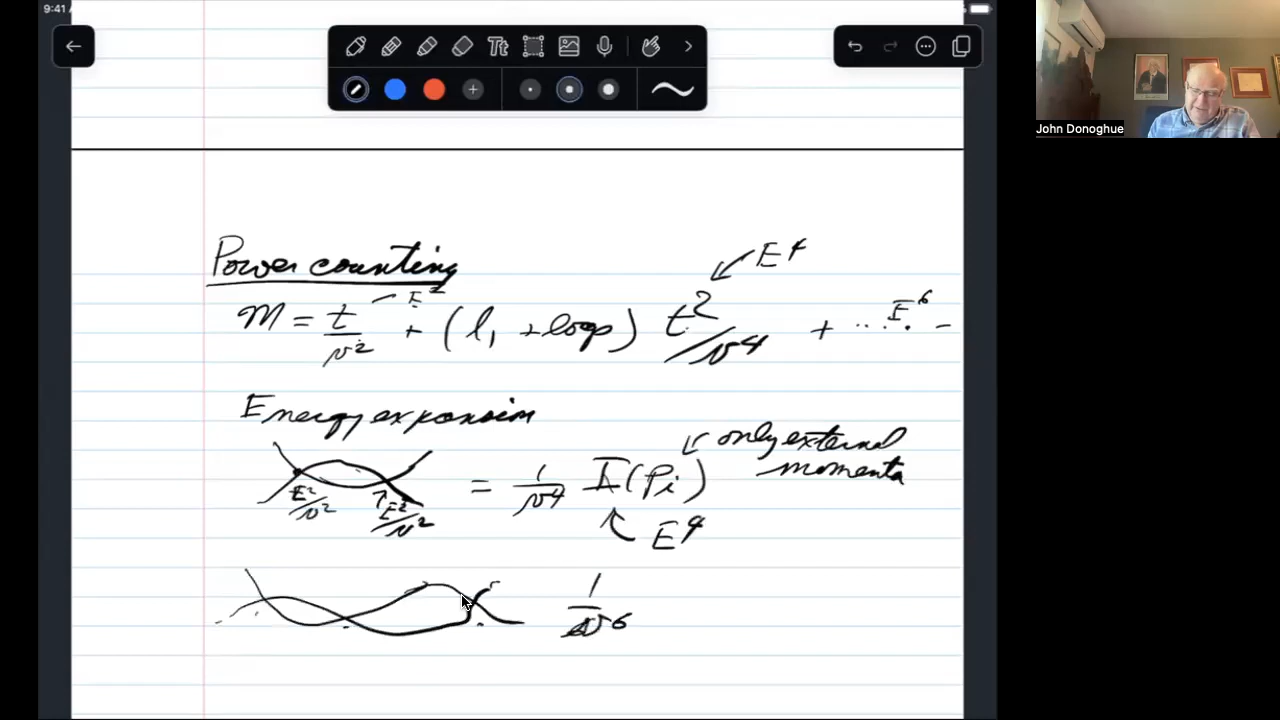 9:41
Tt
John Donoghue
Power counting
E⁴
E²
M = t/v² + (l₁ + loop) t²/v⁴ + ..... E⁶ -
Energy expansion
only external momenta
= 1/v⁴ I(pᵢ)
E²/v² E²/v²
E⁴
1/v⁶